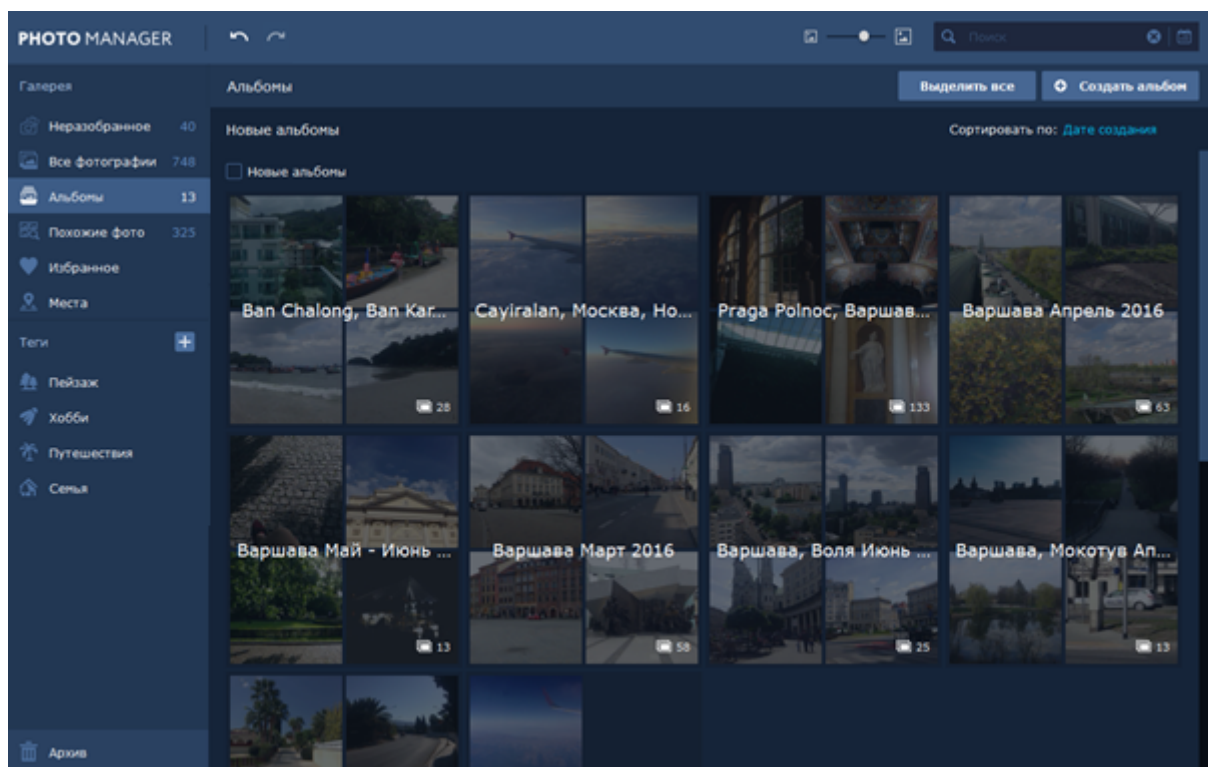 PHOTO MANAGER
Поиск
Галерея
Альбомы
Выделить все
Создать альбом
Неразобранное 40
Новые альбомы
Сортировать по: Дате создания
Все фотографии 748
Новые альбомы
Альбомы 13
Похожие фото 325
Избранное
Места
Ban Chalong, Ban Kar...
Cayiralan, Москва, Но...
Praga Polnoc, Варшав...
Варшава Апрель 2016
Теги
Пейзаж
28
16
133
63
Хобби
Путешествия
Семья
Варшава Май - Июнь ...
Варшава Март 2016
Варшава, Воля Июнь ...
Варшава, Мокотув Ап...
13
58
25
13
Архив